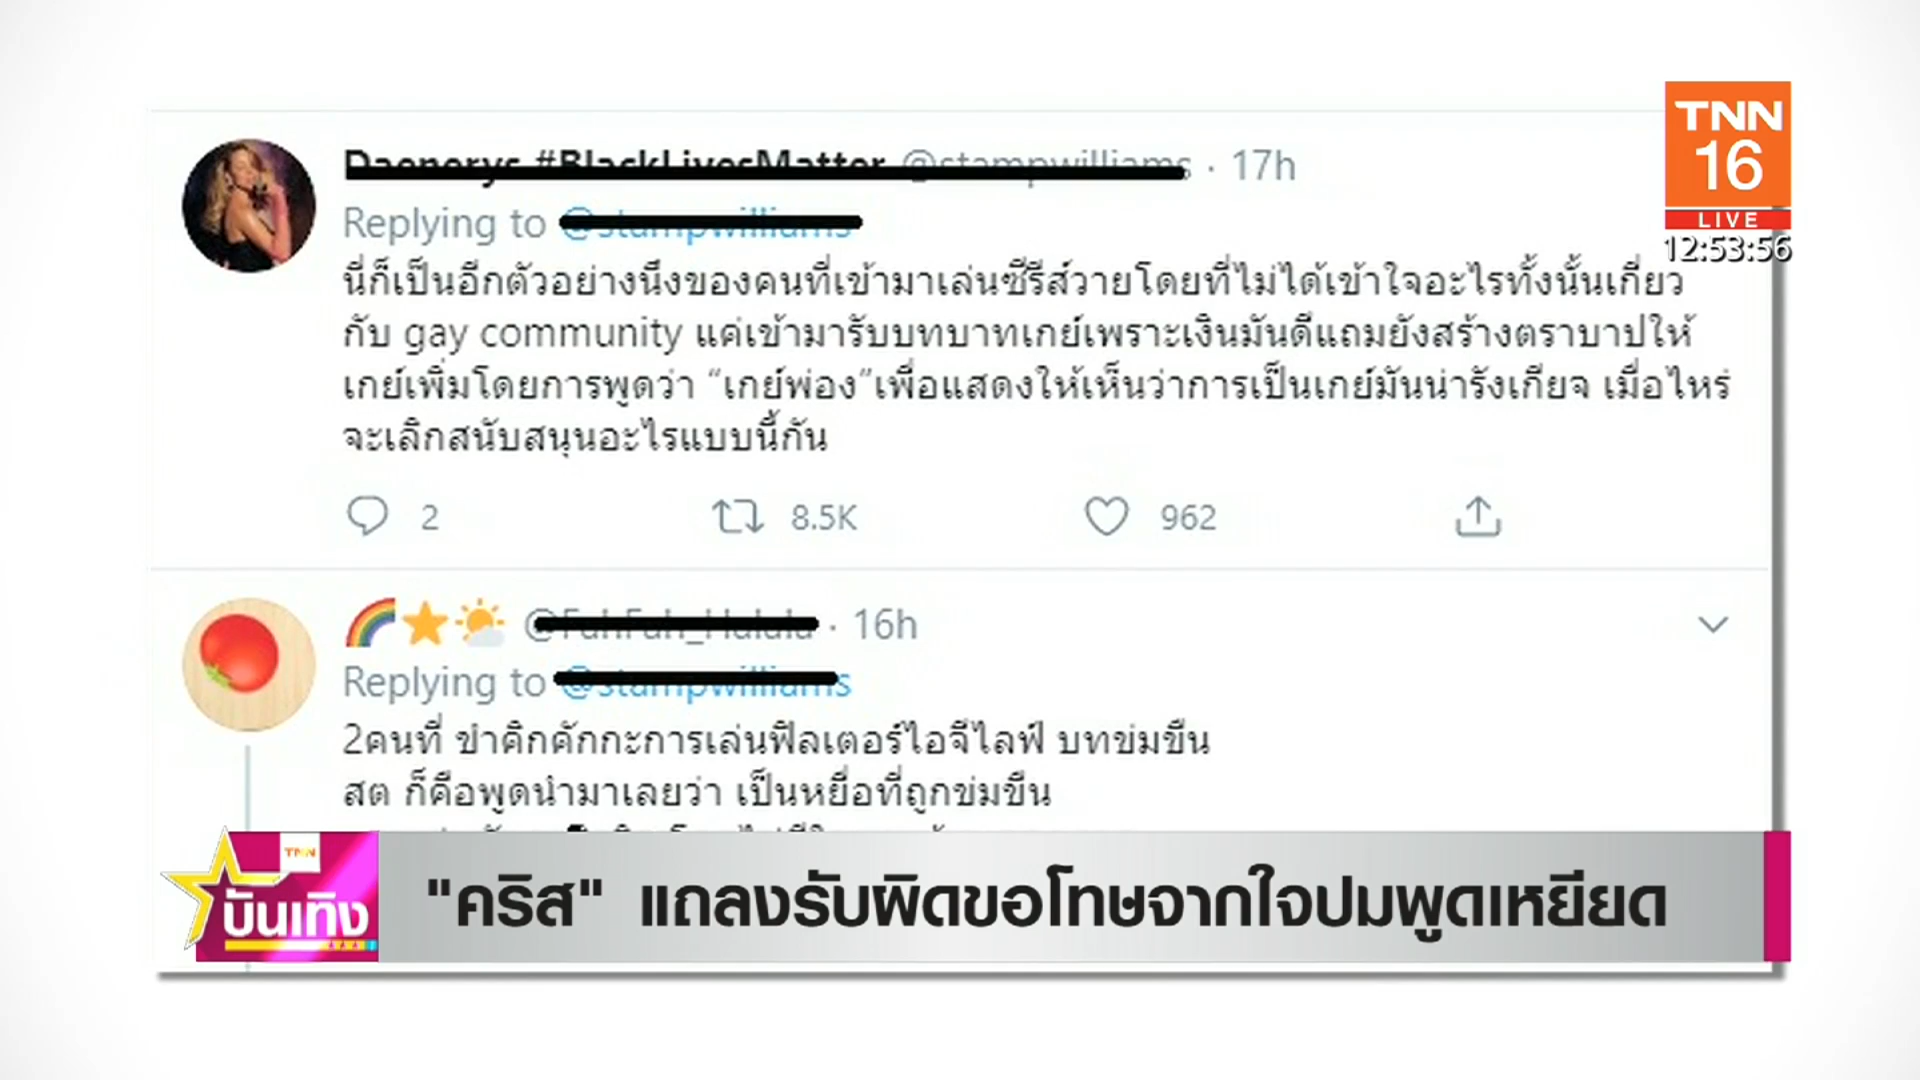 TNN
16
LIVE
12:53:56
Daenerys #BlackLivesMatter @stampwilliams · 17h
Replying to @stampwilliams
นี่ก็เป็นอีกตัวอย่างนึงของคนที่เข้ามาเล่นซีรีส์วายโดยที่ไม่ได้เข้าใจอะไรทั้งนั้นเกี่ยว
กับ gay community แค่เข้ามารับบทบาทเกย์เพราะเงินมันดีแถมยังสร้างตราบาปให้
เกย์เพิ่มโดยการพูดว่า “เกย์พ่อง”เพื่อแสดงให้เห็นว่าการเป็นเกย์มันน่ารังเกียจ เมื่อไหร่
จะเลิกสนับสนุนอะไรแบบนี้กัน
2 8.5K 962
· 16h
Replying to @stampwilliams
2คนที่ ขำคิกคักกะการเล่นฟิลเตอร์ไอจีไลฟ์ บทข่มขืน
สต ก็คือพูดนำมาเลยว่า เป็นหยื่อที่ถูกข่มขืน
TNN
บันเทิง
"คริส" แถลงรับผิดขอโทษจากใจปมพูดเหยียด